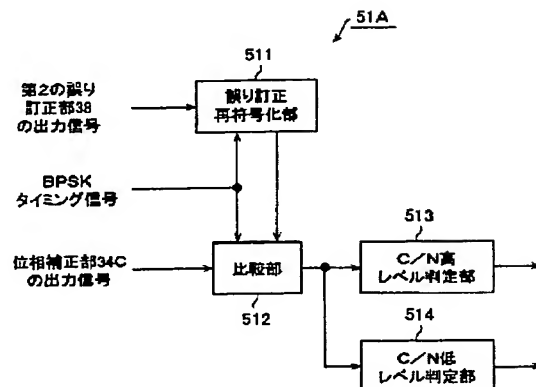 51A
511
第2の誤り
訂正部38
の出力信号
誤り訂正
再符号化部
BPSK
タイミング信号
513
位相補正部34C
の出力信号
比較部
C/N高
レベル判定部
512
514
C/N低
レベル判定部